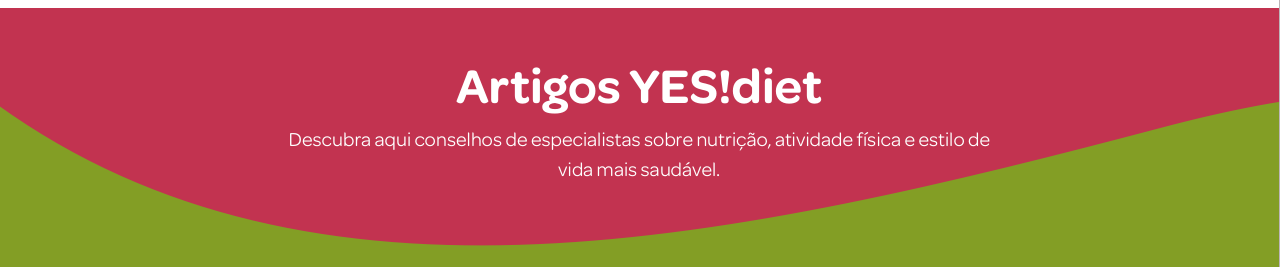 Artigos YES!diet
Descubra aqui conselhos de especialistas sobre nutrição, atividade física e estilo de
vida mais saudável.